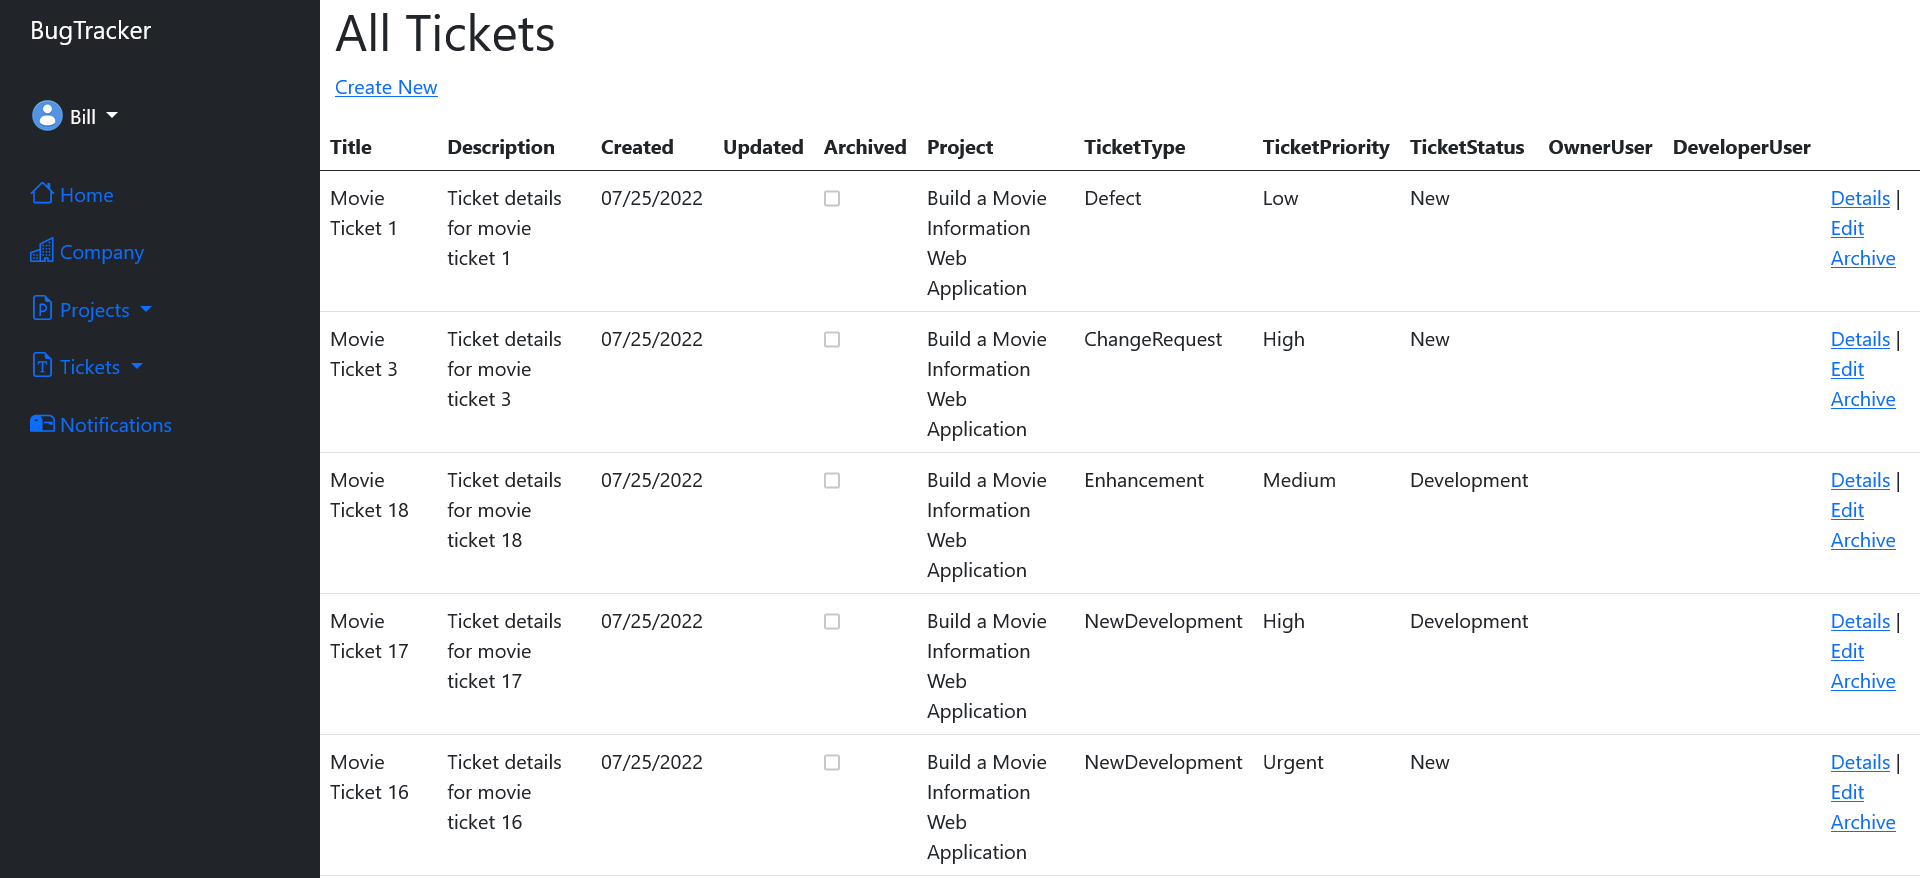 BugTracker
Bill
Home
Company
Projects
Tickets
Notifications
All Tickets
Create New
Title Description Created Updated Archived Project TicketType TicketPriority TicketStatus OwnerUser DeveloperUser
Movie Ticket details 07/25/2022 Build a Movie Defect Low New Details |
Ticket 1 for movie Information Edit
ticket 1 Web Archive
Application
Movie Ticket details 07/25/2022 Build a Movie ChangeRequest High New Details |
Ticket 3 for movie Information Edit
ticket 3 Web Archive
Application
Movie Ticket details 07/25/2022 Build a Movie Enhancement Medium Development Details |
Ticket 18 for movie Information Edit
ticket 18 Web Archive
Application
Movie Ticket details 07/25/2022 Build a Movie NewDevelopment High Development Details |
Ticket 17 for movie Information Edit
ticket 17 Web Archive
Application
Movie Ticket details 07/25/2022 Build a Movie NewDevelopment Urgent New Details |
Ticket 16 for movie Information Edit
ticket 16 Web Archive
Application